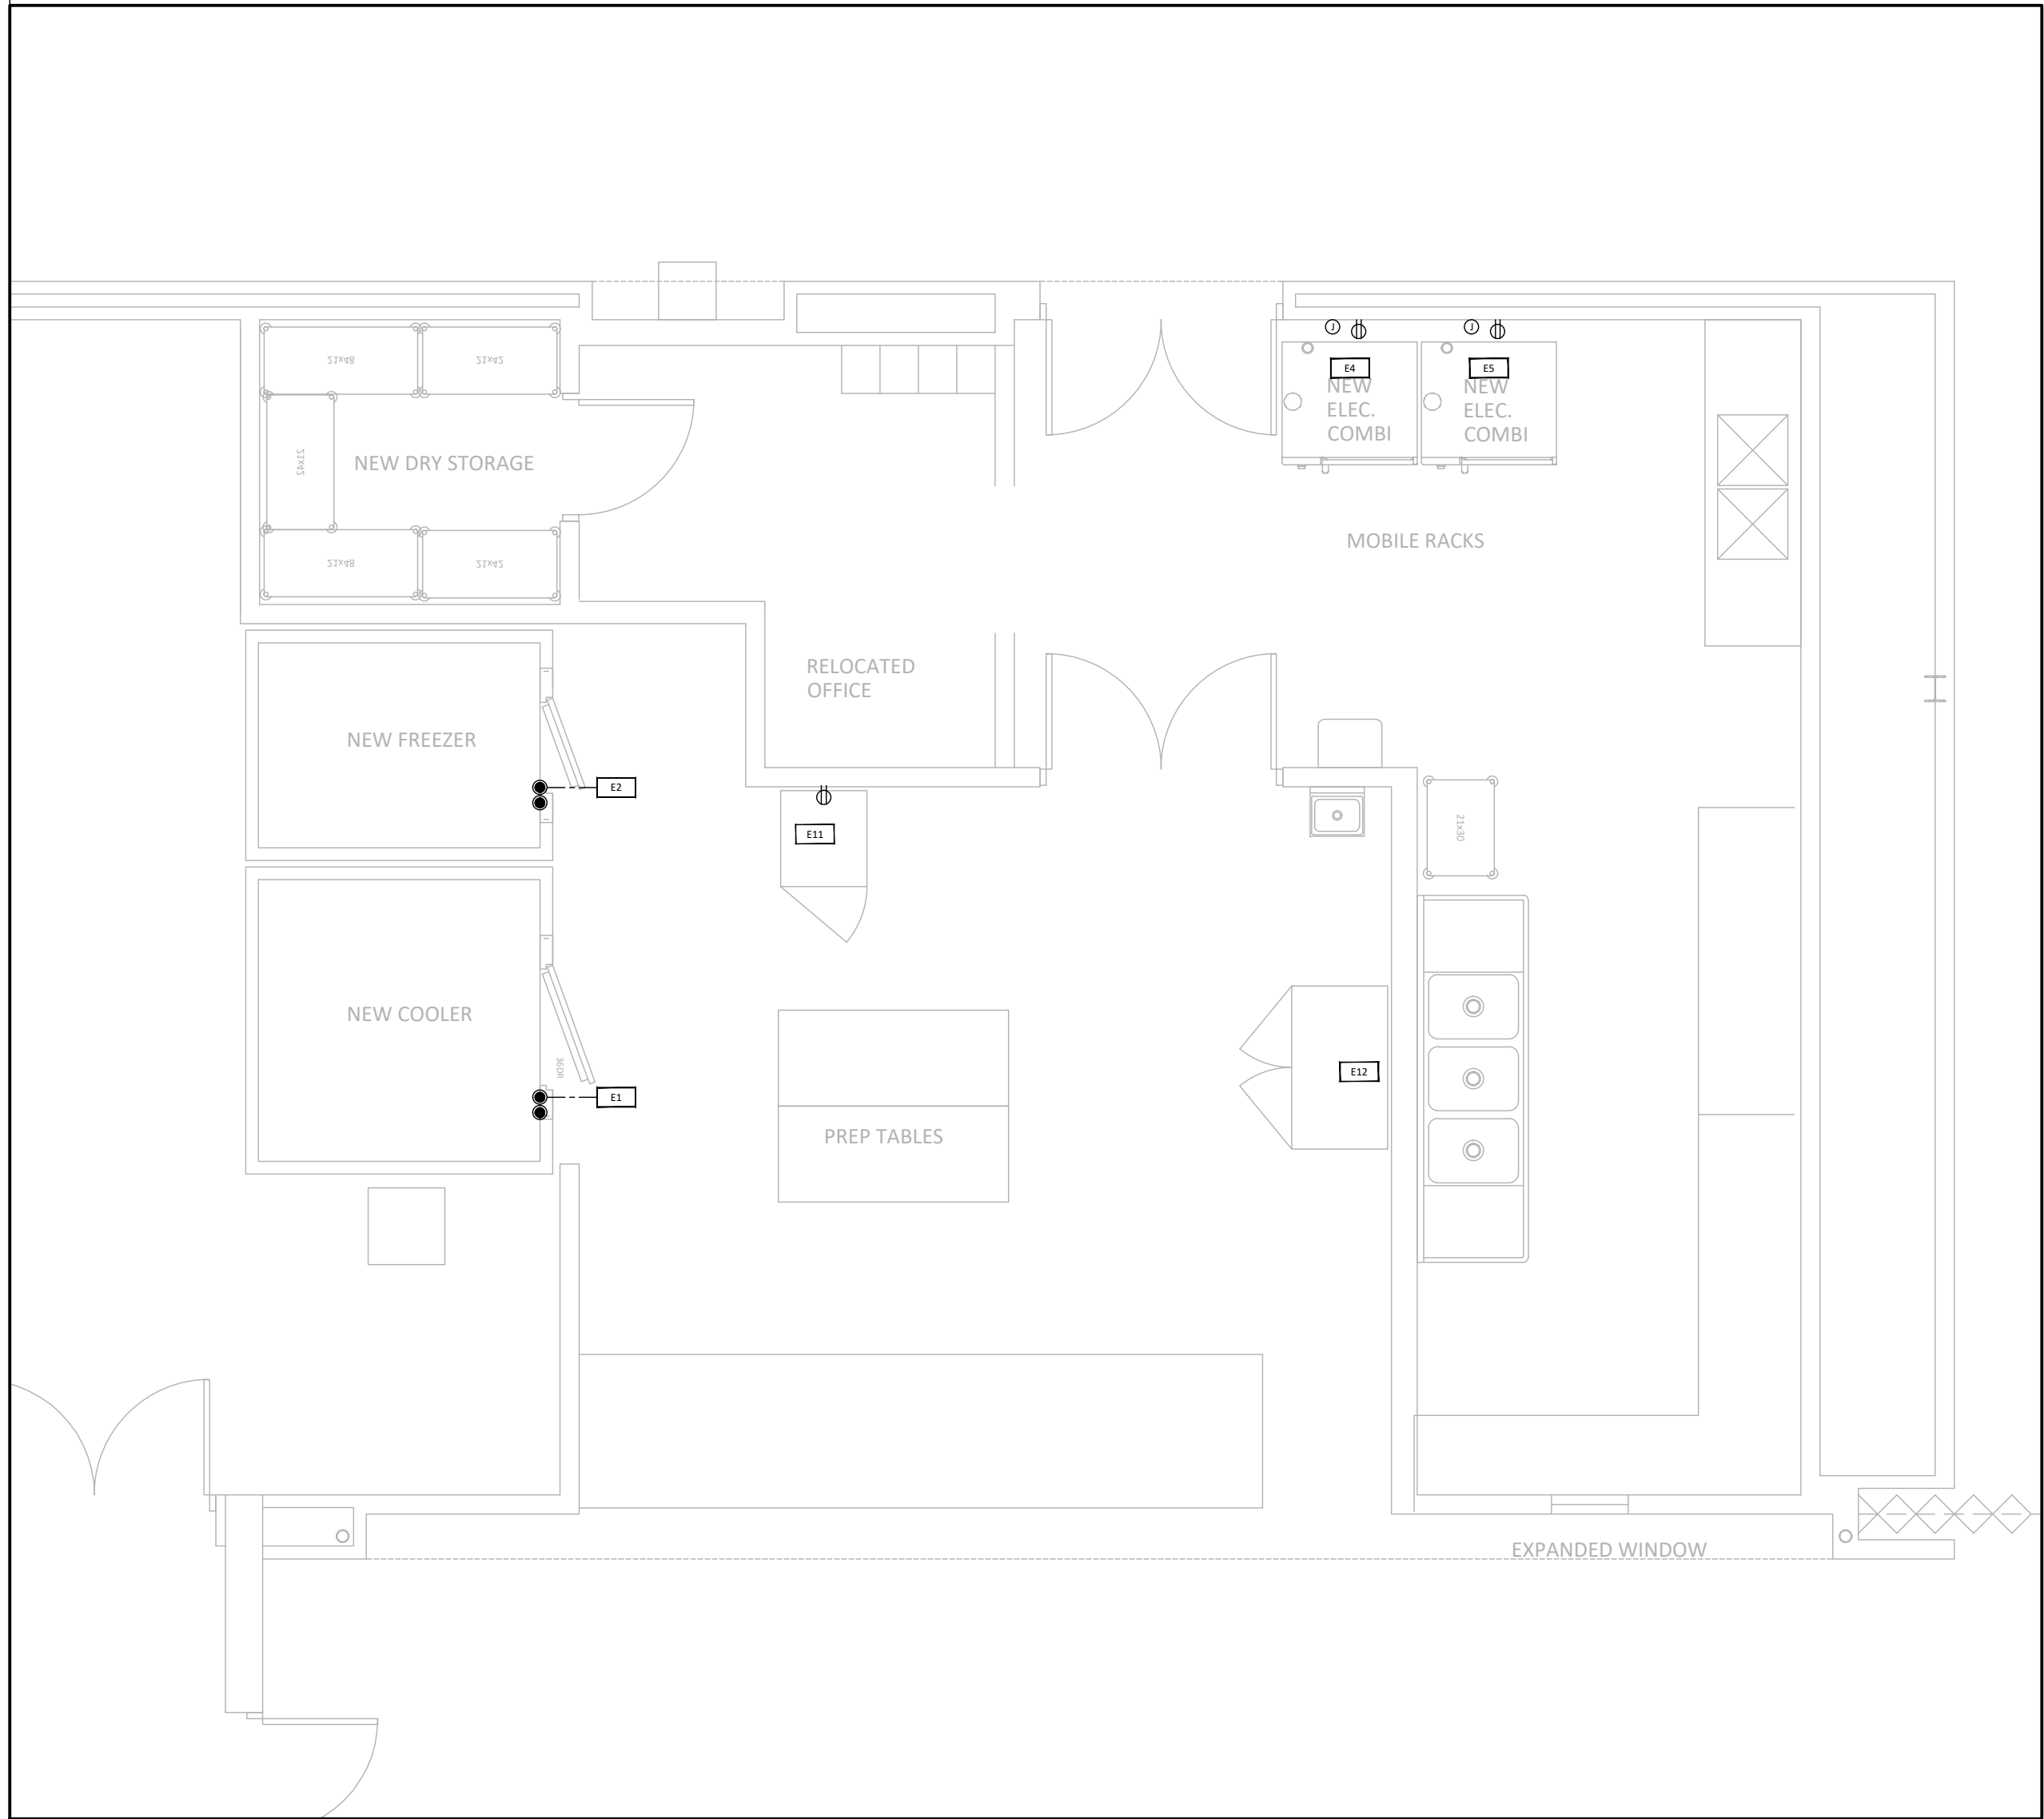 J
J
E4
E5
21x48
21x42
NEW
ELEC.
COMBI
NEW
ELEC.
COMBI
21x42
NEW DRY STORAGE
MOBILE RACKS
21x48
21x42
RELOCATED
OFFICE
NEW FREEZER
E2
E11
21x30
NEW COOLER
36DR
E12
E1
PREP TABLES
EXPANDED WINDOW